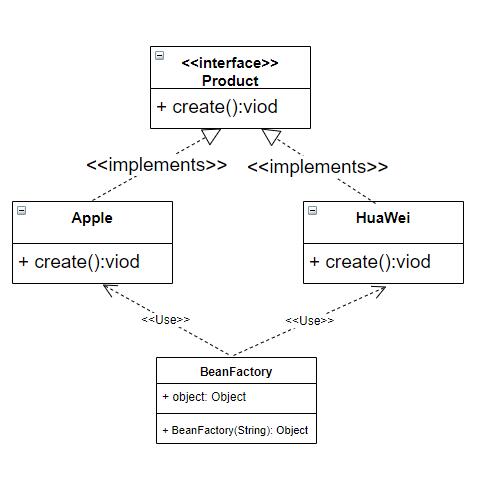 <<interface>>
Product
+ create():viod
<<implements>>
<<implements>>
Apple
+ create():viod
HuaWei
+ create():viod
<<Use>>
<<Use>>
BeanFactory
+ object: Object
+ BeanFactory(String): Object